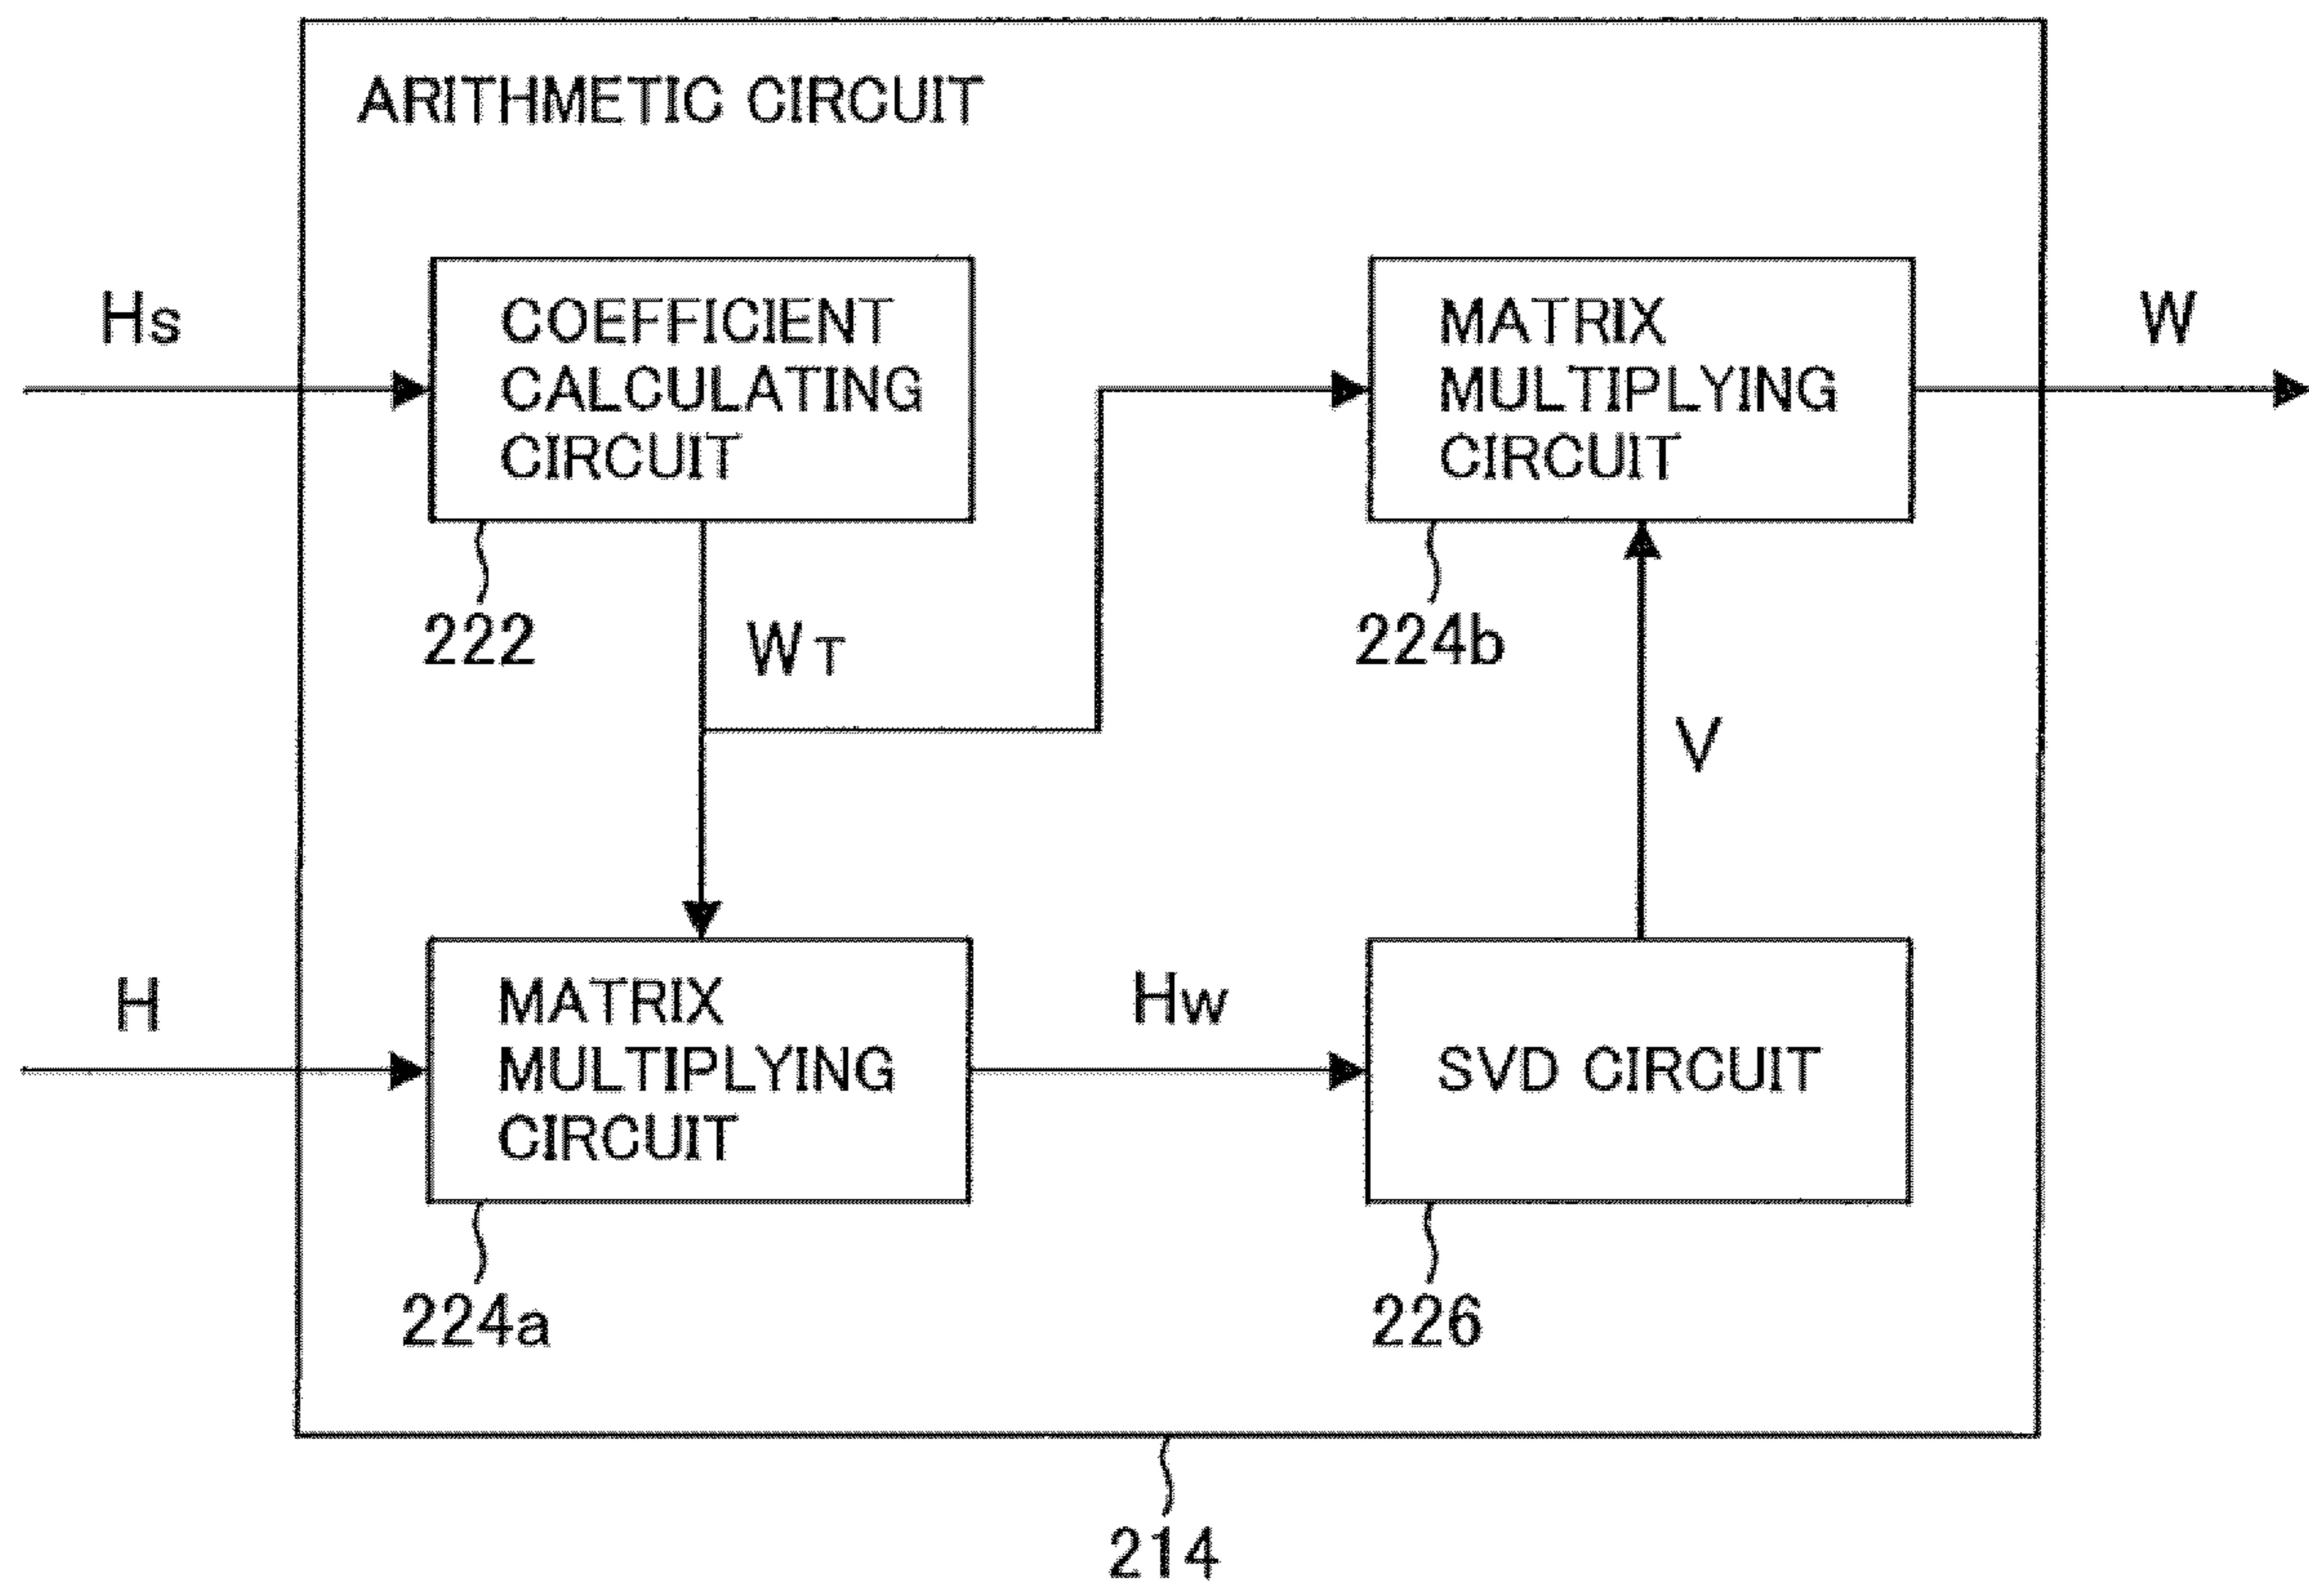 ARITHMETIC CIRCUIT
Hs
COEFFICIENT
CALCULATING
CIRCUIT
222
MATRIX
MULTIPLYING
CIRCUIT
224b
W
WT
V
H
MATRIX
MULTIPLYING
CIRCUIT
224a
Hw
SVD CIRCUIT
226
214